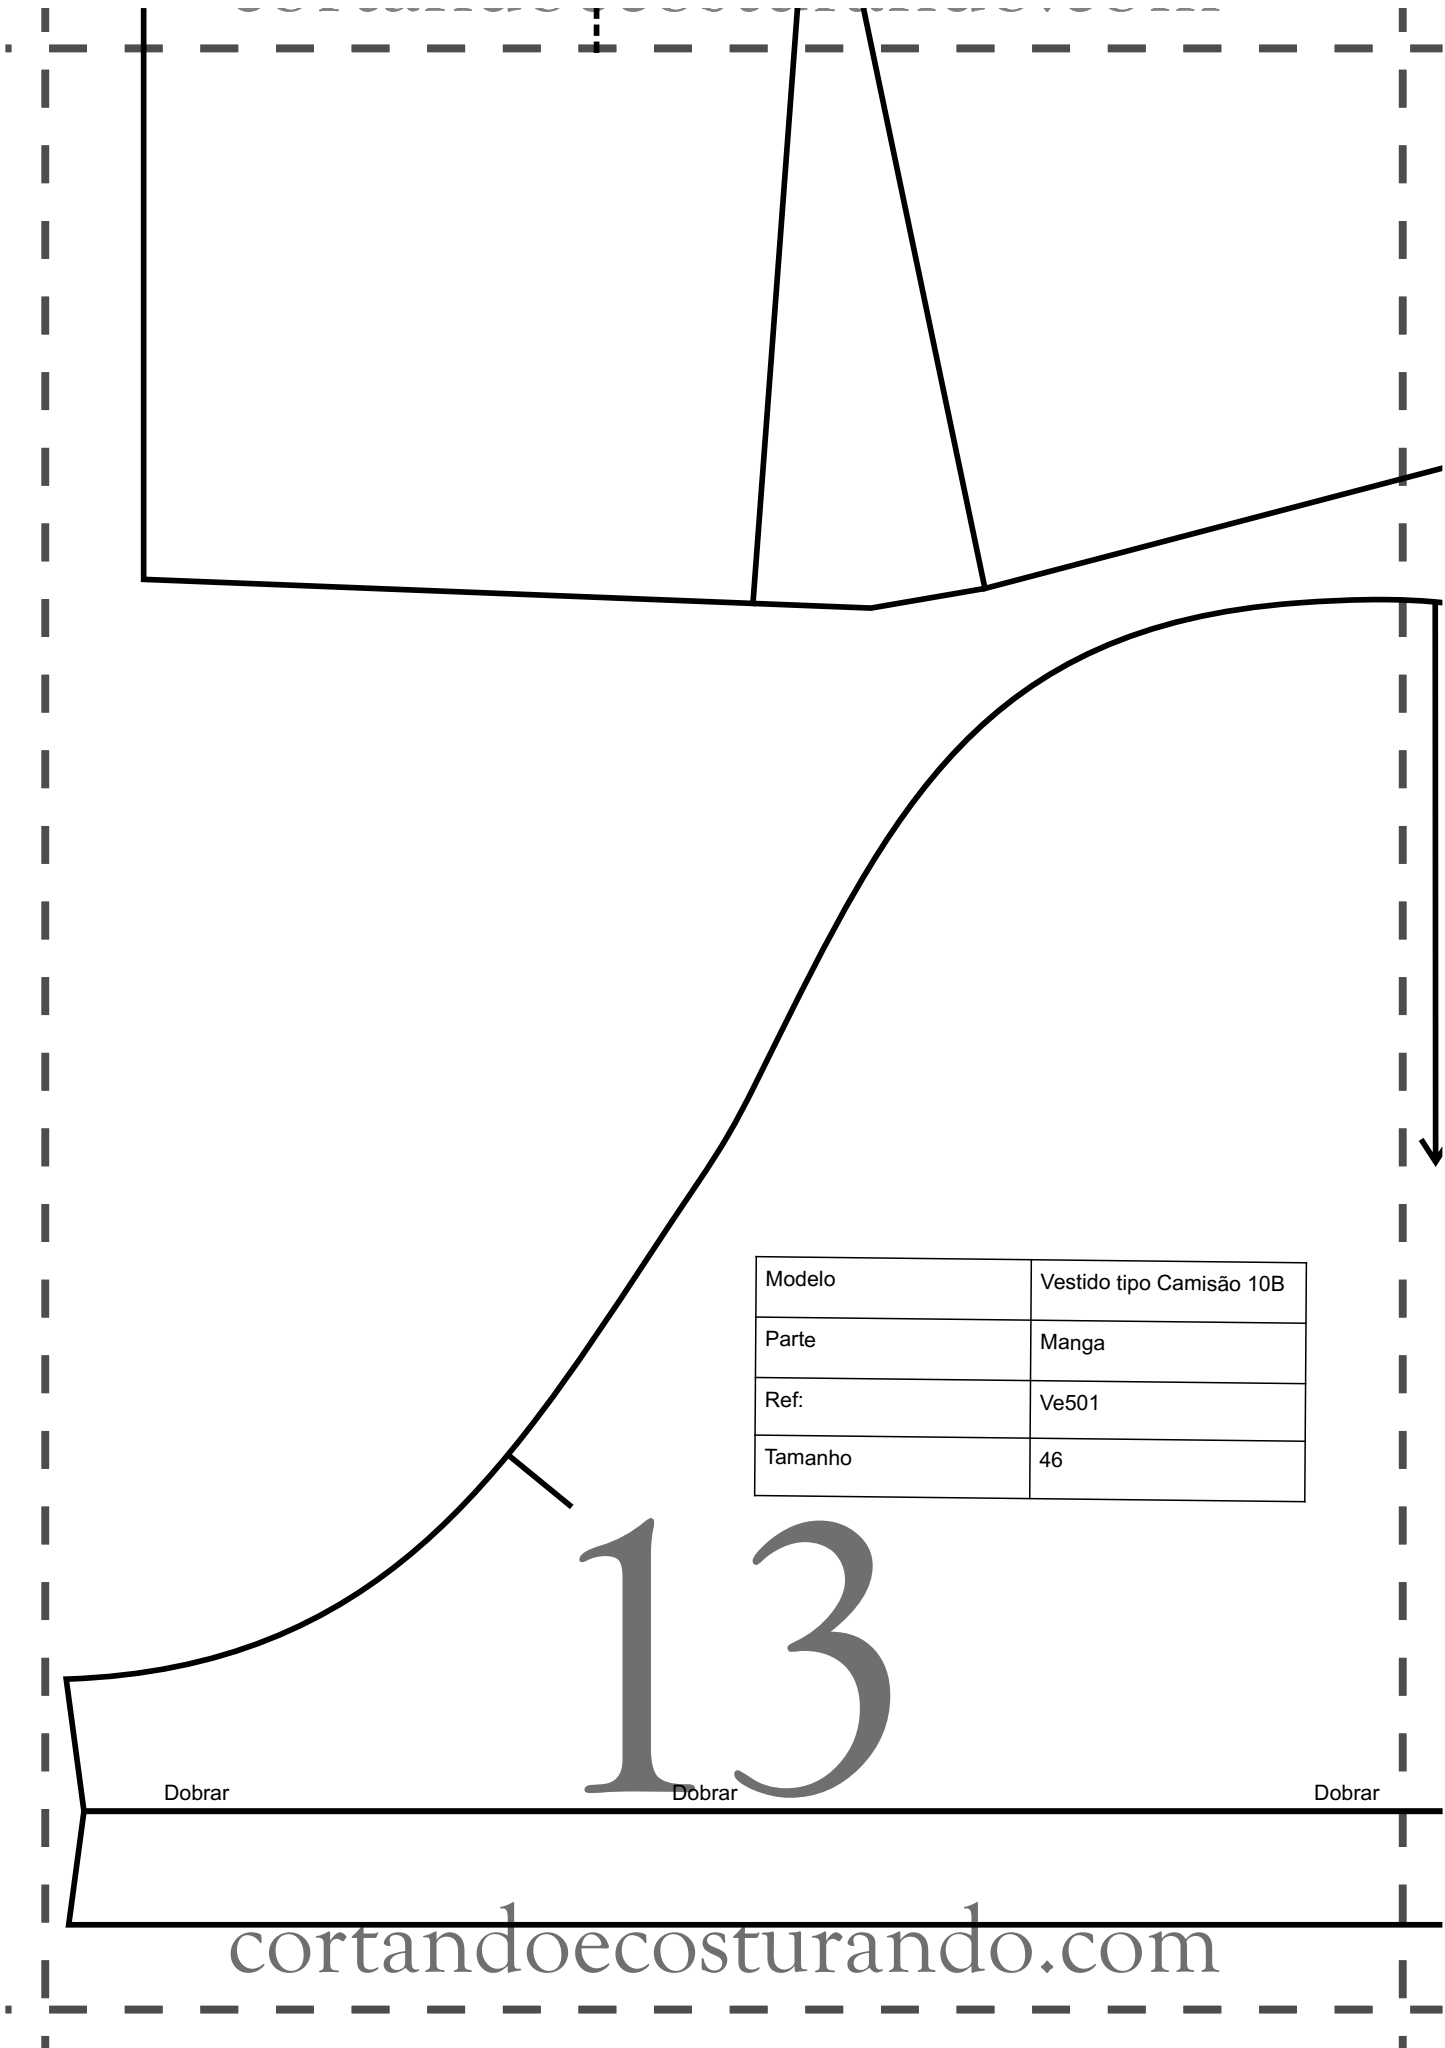 Modelo Vestido tipo Camisão 10B
Parte Manga
Ref: Ve501
Tamanho 46
13
Dobrar Dobrar Dobrar
cortandoecosturando.com